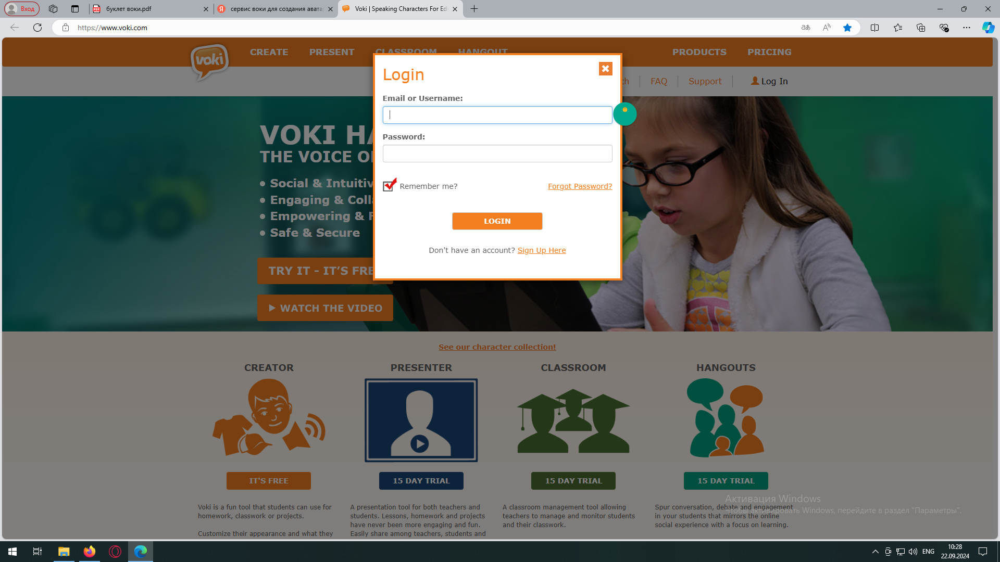 Вход
буклет воки.pdf
сервис воки для создания авата
Voki | Speaking Characters For Ed
https://www.voki.com
voki
CREATE
PRESENT
CLASSROOM
HANGOUT
PRODUCTS
PRICING
FAQ
Support
Log In
Login
Email or Username:
Password:
Remember me?
Forgot Password?
LOGIN
Don't have an account? Sign Up Here
VOKI HA
THE VOICE O
• Social & Intuitiv
• Engaging & Colla
• Empowering & F
• Safe & Secure
TRY IT - IT'S FRE
WATCH THE VIDEO
See our character collection!
CREATOR
PRESENTER
CLASSROOM
HANGOUTS
IT'S FREE
15 DAY TRIAL
15 DAY TRIAL
15 DAY TRIAL
Voki is a fun tool that students can use for
homework, classwork or projects.
Customize their appearance and what they
A presentation tool for both teachers and
students. Lessons, homework and projects
have never been more engaging and fun.
Easily share among teachers, students and
A classroom management tool allowing
teachers to manage and monitor students
and their classwork.
Spur conversation, debate and engagement
in your students that mirrors the online
social experience with a focus on learning.
Активация Windows
Чтобы активировать Windows, перейдите в раздел "Параметры".
ENG
10:28
22.09.2024